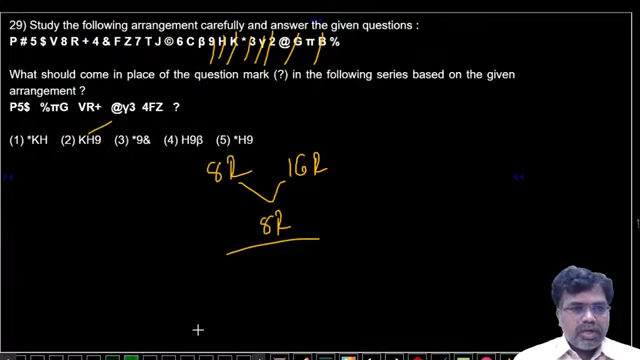 29) Study the following arrangement carefully and answer the given questions :
P # 5 $ V 8 R + 4 & F Z 7 T J © 6 C β 9 H K * 3 γ 2 @ G π B %
What should come in place of the question mark (?) in the following series based on the given
arrangement ?
P5$ %πG VR+ @γ3 4FZ ?
(1) *KH (2) KH9 (3) *9& (4) H9β (5) *H9
8R 16R
8R